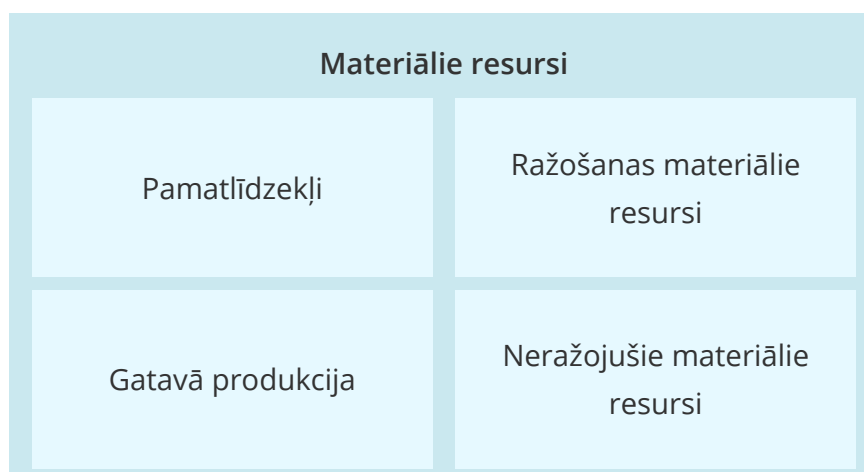 Materiālie resursi
Pamatlīdzekļi
Ražošanas materiālie
resursi
Gatavā produkcija
Neražojušie materiālie
resursi